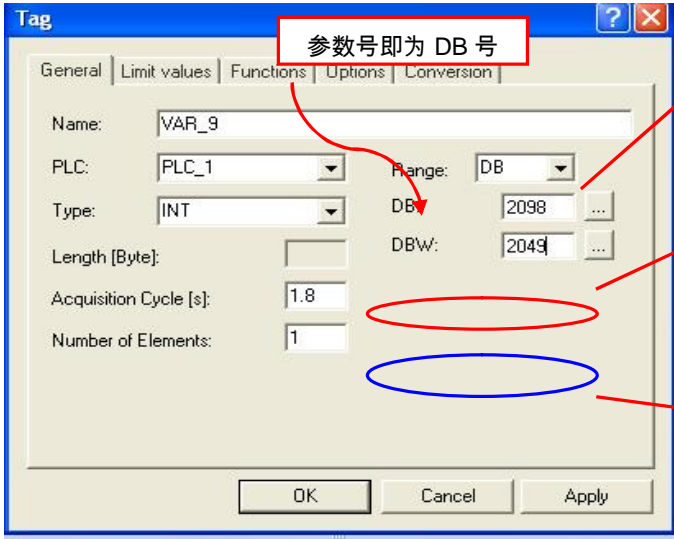 Tag
参数号即为 DB 号
General Limit values Functions Options Conversion
Name: VAR_9
PLC: PLC_1 Range: DB
Type: INT DB: 2098 ...
DBW: 2049 ...
Length [Byte]:
Acquisition Cycle [s]: 1.8
Number of Elements: 1
OK Cancel Apply